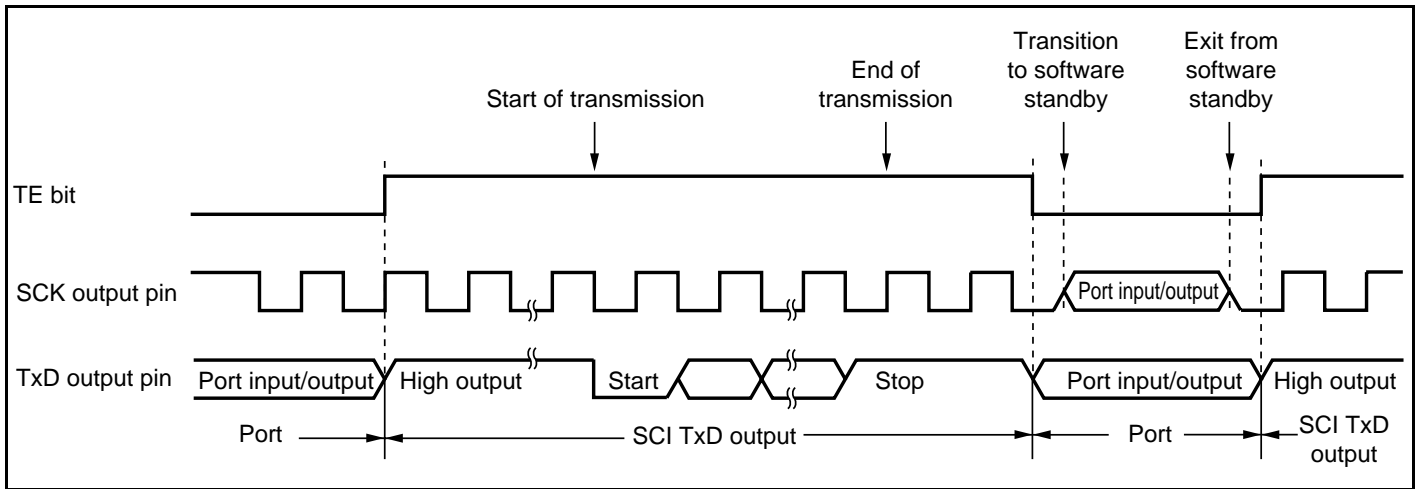 Transition
to software
standby
Exit from
software
standby
End of
transmission
Start of transmission
TE bit
SCK output pin
Port input/output
TxD output pin
Port input/output
High output
Start
Stop
Port input/output
High output
Port
SCI TxD output
Port
SCI TxD
output